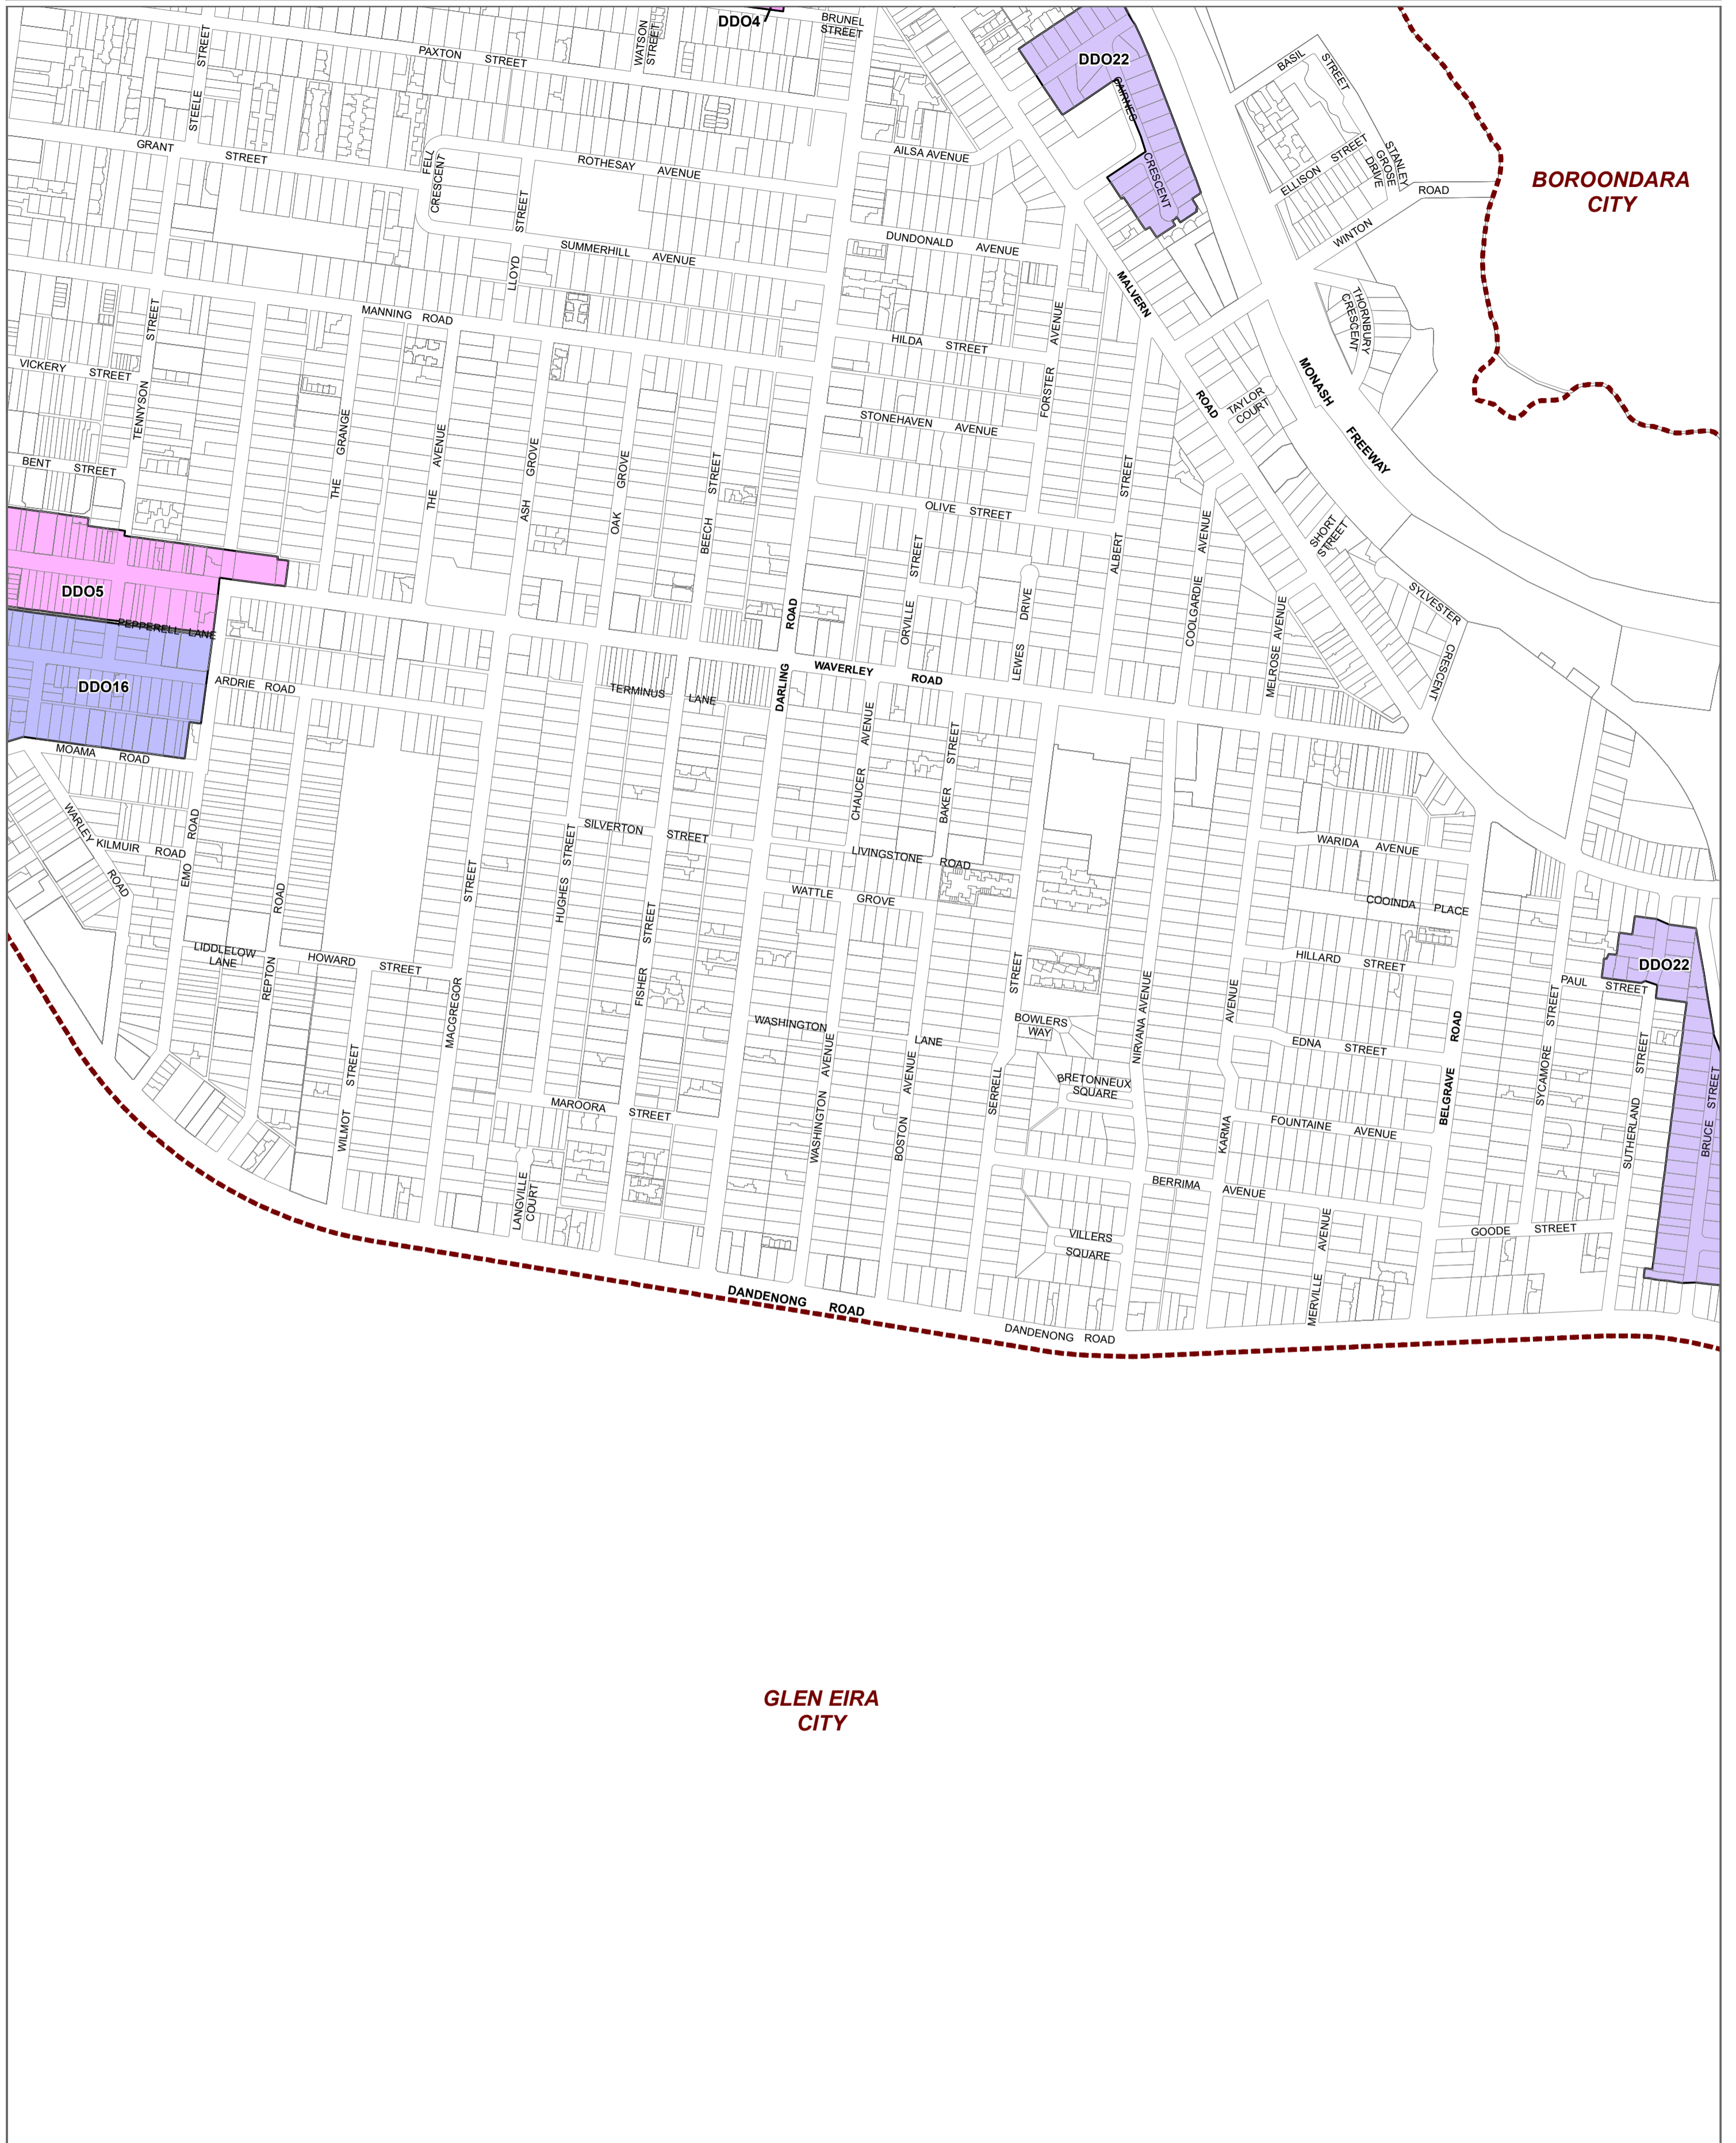 DDO4
BRUNEL
STREET
WATSON
STREET
STREET
STEELE
PAXTON STREET
DDO22
CAIRNES
CRESCENT
BASIL
STREET
ELLISON STREET
STANLEY
GROSE
DRIVE
ROAD
WINTON
BOROONDARA
CITY
GRANT STREET
FELL
CRESCENT
ROTHESAY AVENUE
AILSA AVENUE
STREET
LLOYD
SUMMERHILL AVENUE
DUNDONALD AVENUE
MALVERN
ROAD
THORNBURY
CRESCENT
MANNING ROAD
STREET
TENNYSON
HILDA STREET
AVENUE
FORSTER
MONASH
FREEWAY
VICKERY STREET
TAYLOR
COURT
STONEHAVEN AVENUE
GRANGE
THE
AVENUE
THE
GROVE
ASH
GROVE
OAK
STREET
BEECH
BENT STREET
STREET
ALBERT
OLIVE STREET
AVENUE
COOLGARDIE
SHORT
STREET
STREET
ORVILLE
DRIVE
LEWES
MELROSE AVENUE
SYLVESTER
CRESCENT
DDO5
PEPPERELL LANE
ROAD
DARLING
WAVERLEY ROAD
DDO16
ARDRIE ROAD
TERMINUS LANE
MOAMA ROAD
AVENUE
CHAUCER
STREET
BAKER
WARLEY
ROAD
KILMUIR ROAD
ROAD
EMO
ROAD
REPTON
STREET
MACGREGOR
HUGHES STREET
SILVERTON STREET
STREET
FISHER
LIVINGSTONE ROAD
WARIDA AVENUE
WATTLE GROVE
COOINDA PLACE
LIDDLELOW
LANE
HOWARD STREET
STREET
SERRELL
NIRVANA AVENUE
AVENUE
KARMA
HILLARD STREET
DDO22
PAUL STREET
STREET
SYCAMORE
STREET
SUTHERLAND
BRUCE STREET
ROAD
BELGRAVE
STREET
WILMOT
WASHINGTON LANE
AVENUE
WASHINGTON
AVENUE
BOSTON
BOWLERS
WAY
EDNA STREET
BRETONNEUX
SQUARE
MAROORA STREET
FOUNTAINE AVENUE
LANGVILLE
COURT
BERRIMA AVENUE
VILLERS
SQUARE
AVENUE
MERVILLE
GOODE STREET
DANDENONG ROAD
DANDENONG ROAD
GLEN EIRA
CITY